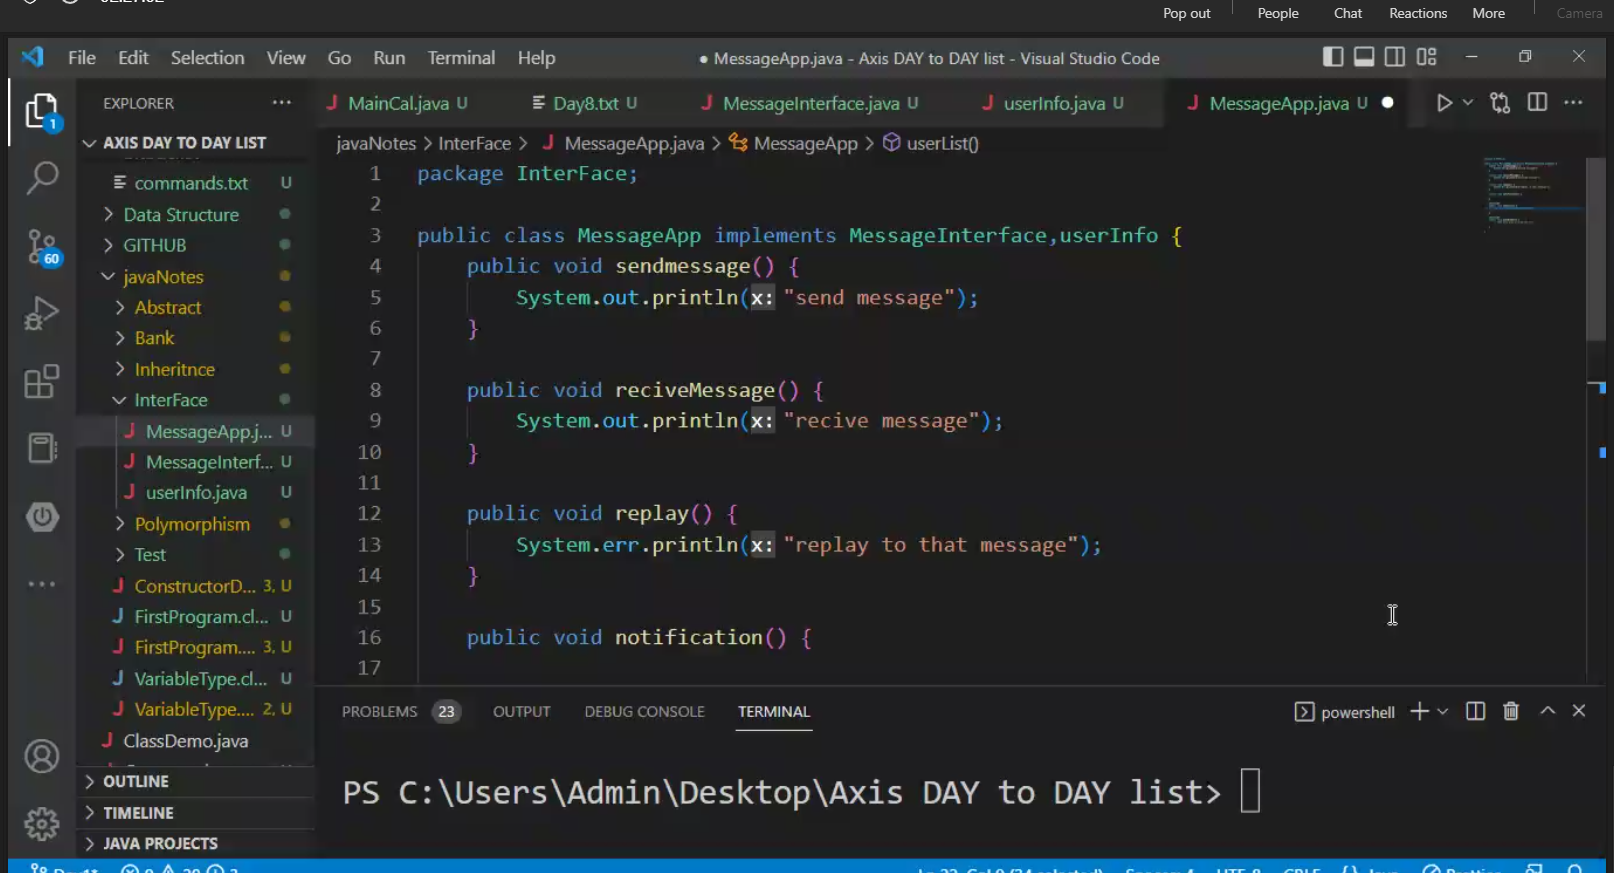 Pop out People Chat Reactions More Camera
File Edit Selection View Go Run Terminal Help
● MessageApp.java - Axis DAY to DAY list - Visual Studio Code
EXPLORER ...
MainCal.java U Day8.txt U MessageInterface.java U userInfo.java U MessageApp.java U
AXIS DAY TO DAY LIST
javaNotes > InterFace > MessageApp.java > MessageApp > userList()
commands.txt U
Data Structure
GITHUB
javaNotes
Abstract
Bank
Inheritnce
InterFace
MessageApp.j... U
MessageInterf... U
userInfo.java U
Polymorphism
Test
ConstructorD... 3, U
FirstProgram.cl... U
FirstProgram.... 3, U
VariableType.cl... U
VariableType.... 2, U
ClassDemo.java
OUTLINE
TIMELINE
JAVA PROJECTS
1
60
1 package InterFace;
2
3 public class MessageApp implements MessageInterface,userInfo {
4 public void sendmessage() {
5 System.out.println(x: "send message");
6 }
7
8 public void reciveMessage() {
9 System.out.println(x: "recive message");
10 }
11
12 public void replay() {
13 System.err.println(x: "replay to that message");
14 }
15
16 public void notification() {
17
PROBLEMS 23 OUTPUT DEBUG CONSOLE TERMINAL
powershell
PS C:\Users\Admin\Desktop\Axis DAY to DAY list>